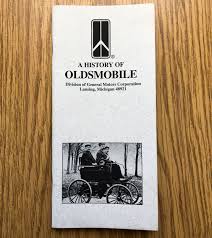 ®
A HISTORY OF
OLDSMOBILE
Division of General Motors Corporation
Lansing, Michigan 48921